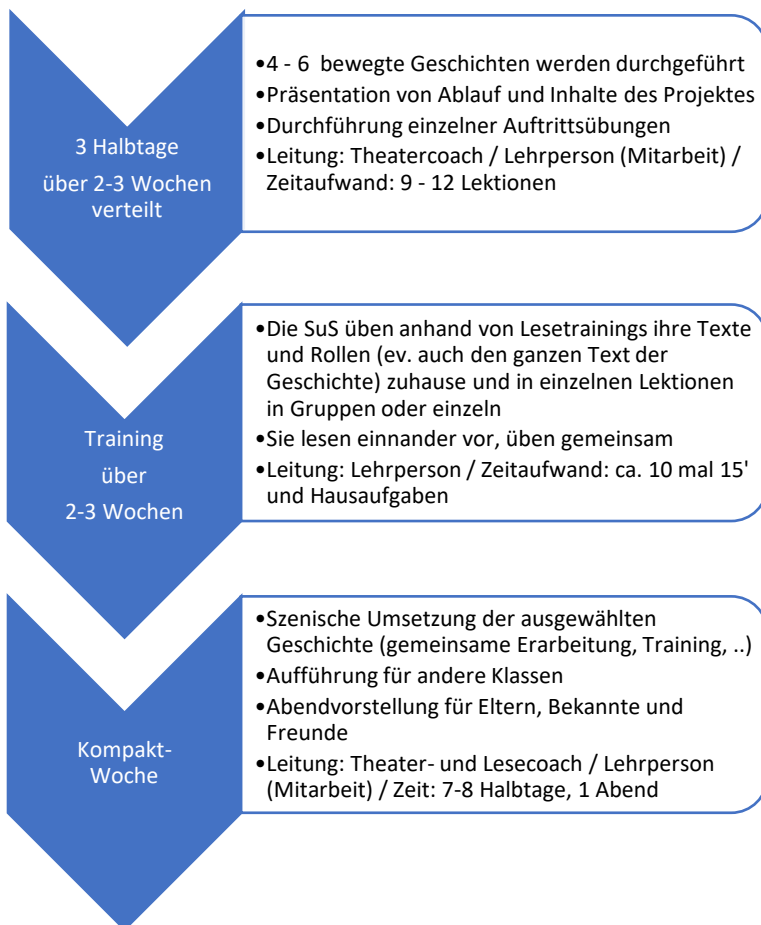 3 Halbtage
über 2-3 Wochen
verteilt
•4 - 6  bewegte Geschichten werden durchgeführt
•Präsentation von Ablauf und Inhalte des Projektes
•Durchführung einzelner Auftrittsübungen
•Leitung: Theatercoach / Lehrperson (Mitarbeit) /
Zeitaufwand: 9 - 12 Lektionen
Training
über
2-3 Wochen
•Die SuS üben anhand von Lesetrainings ihre Texte
und Rollen (ev. auch den ganzen Text der
Geschichte) zuhause und in einzelnen Lektionen
in Gruppen oder einzeln
•Sie lesen einnander vor, üben gemeinsam
•Leitung: Lehrperson / Zeitaufwand: ca. 10 mal 15'
und Hausaufgaben
Kompakt-
Woche
•Szenische Umsetzung der ausgewählten
Geschichte (gemeinsame Erarbeitung, Training, ..)
•Aufführung für andere Klassen
•Abendvorstellung für Eltern, Bekannte und
Freunde
•Leitung: Theater- und Lesecoach / Lehrperson
(Mitarbeit) / Zeit: 7-8 Halbtage, 1 Abend